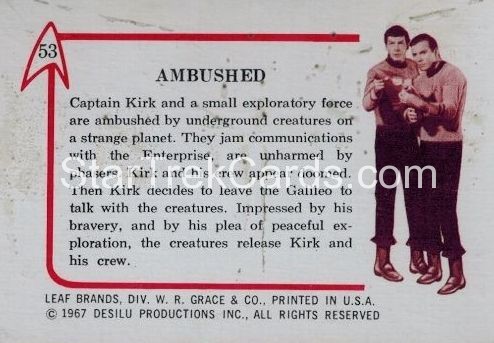 53
AMBUSHED
Captain Kirk and a small exploratory force
are ambushed by underground creatures on
a strange planet. They jam communications
with the Enterprise, are unharmed by
phasers. Kirk and his crew appear doomed.
StarTrekCards.com
Then Kirk decides to leave the Galileo to
talk with the creatures. Impressed by his
bravery, and by his plea of peaceful ex-
ploration, the creatures release Kirk and
his crew.
LEAF BRANDS, DIV. W. R. GRACE & CO., PRINTED IN U.S.A.
© 1967 DESILU PRODUCTIONS INC., ALL RIGHTS RESERVED